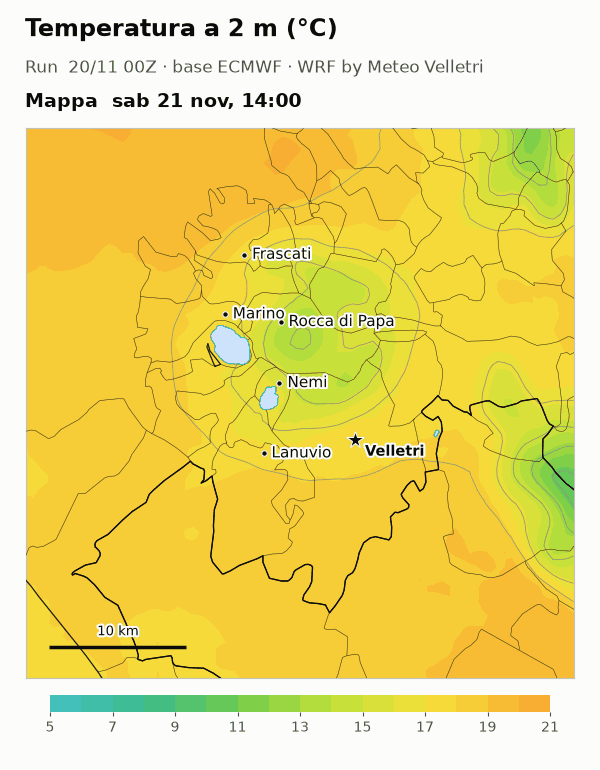 Temperatura a 2 m (°C)
Run  20/11 00Z · base ECMWF · WRF by Meteo Velletri
Mappa  sab 21 nov, 14:00
Frascati
Marino
Rocca di Papa
Nemi
Velletri
Lanuvio
10 km
5 7 9 11 13 15 17 19 21